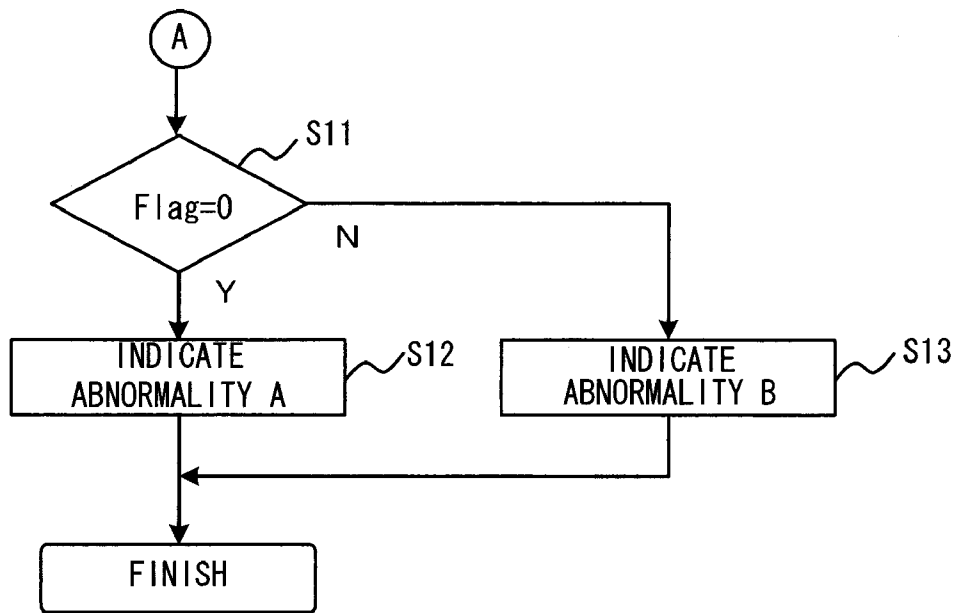 A
S11
Flag=0
N
Y
INDICATE
ABNORMALITY A
S12
INDICATE
ABNORMALITY B
S13
FINISH